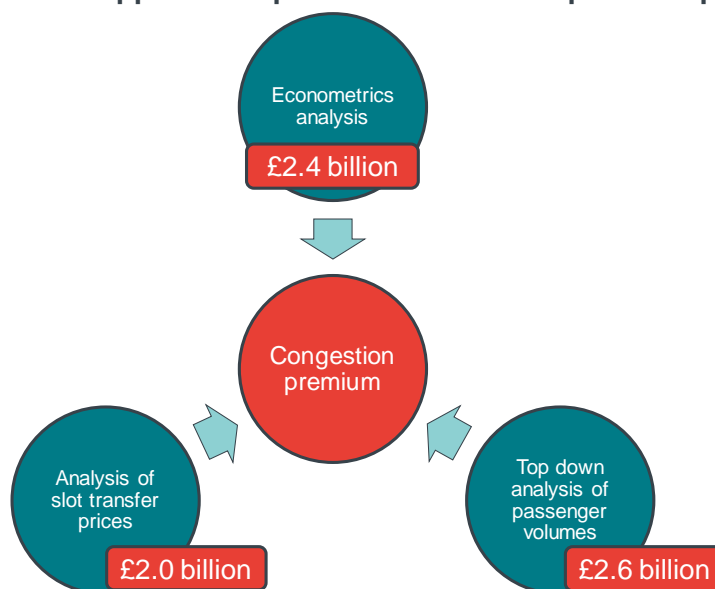 Econometrics
analysis
£2.4 billion
Congestion
premium
Analysis of
slot transfer
prices
£2.0 billion
Top down
analysis of
passenger
volumes
£2.6 billion